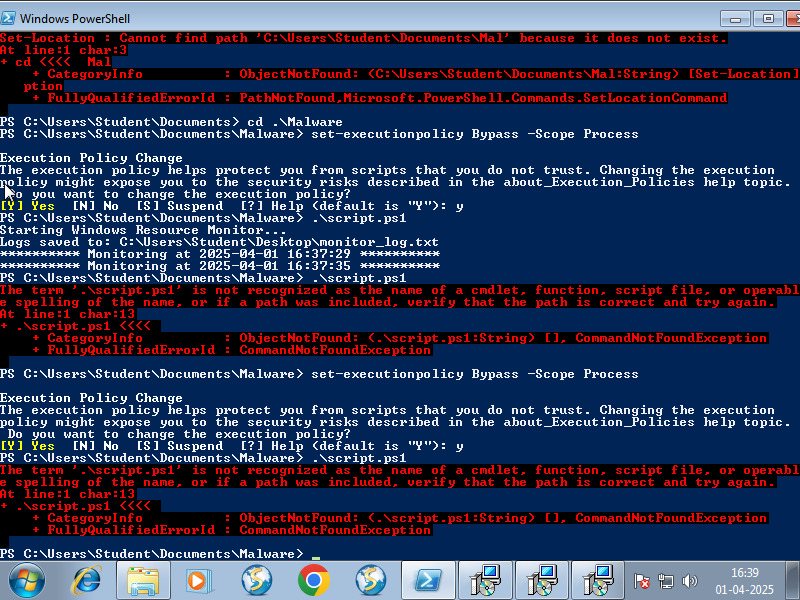 Windows PowerShell
Set-Location : Cannot find path 'C:\Users\Student\Documents\Mal' because it does not exist.
At line:1 char:3
+ cd <<<<  Mal
    + CategoryInfo          : ObjectNotFound: (C:\Users\Student\Documents\Mal:String) [Set-Location]
   ption
    + FullyQualifiedErrorId : PathNotFound,Microsoft.PowerShell.Commands.SetLocationCommand
PS C:\Users\Student\Documents> cd .\Malware
PS C:\Users\Student\Documents\Malware> set-executionpolicy Bypass -Scope Process
Execution Policy Change
The execution policy helps protect you from scripts that you do not trust. Changing the execution
policy might expose you to the security risks described in the about_Execution_Policies help topic.
Do you want to change the execution policy?
[Y] Yes  [N] No  [S] Suspend  [?] Help (default is "Y"): y
PS C:\Users\Student\Documents\Malware> .\script.ps1
Starting Windows Resource Monitor...
Logs saved to: C:\Users\Student\Desktop\monitor_log.txt
********** Monitoring at 2025-04-01 16:37:29 **********
********** Monitoring at 2025-04-01 16:37:35 **********
PS C:\Users\Student\Documents\Malware> .\script.ps1
The term '.\script.ps1' is not recognized as the name of a cmdlet, function, script file, or operabl
e spelling of the name, or if a path was included, verify that the path is correct and try again.
At line:1 char:13
+ .\script.ps1 <<<<
    + CategoryInfo          : ObjectNotFound: (.\script.ps1:String) [], CommandNotFoundException
    + FullyQualifiedErrorId : CommandNotFoundException
PS C:\Users\Student\Documents\Malware> set-executionpolicy Bypass -Scope Process
Execution Policy Change
The execution policy helps protect you from scripts that you do not trust. Changing the execution
policy might expose you to the security risks described in the about_Execution_Policies help topic.
Do you want to change the execution policy?
[Y] Yes  [N] No  [S] Suspend  [?] Help (default is "Y"): y
PS C:\Users\Student\Documents\Malware> .\script.ps1
The term '.\script.ps1' is not recognized as the name of a cmdlet, function, script file, or operabl
e spelling of the name, or if a path was included, verify that the path is correct and try again.
At line:1 char:13
+ .\script.ps1 <<<<
    + CategoryInfo          : ObjectNotFound: (.\script.ps1:String) [], CommandNotFoundException
    + FullyQualifiedErrorId : CommandNotFoundException
PS C:\Users\Student\Documents\Malware> _
16:39
01-04-2025